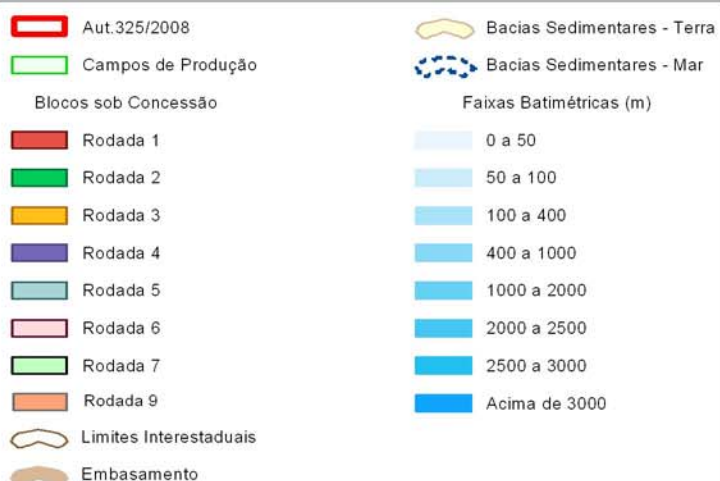 Aut.325/2008
Campos de Produção
Blocos sob Concessão
Rodada 1
Rodada 2
Rodada 3
Rodada 4
Rodada 5
Rodada 6
Rodada 7
Rodada 9
Limites Interestaduais
Embasamento
Bacias Sedimentares - Terra
Bacias Sedimentares - Mar
Faixas Batimétricas (m)
0 a 50
50 a 100
100 a 400
400 a 1000
1000 a 2000
2000 a 2500
2500 a 3000
Acima de 3000